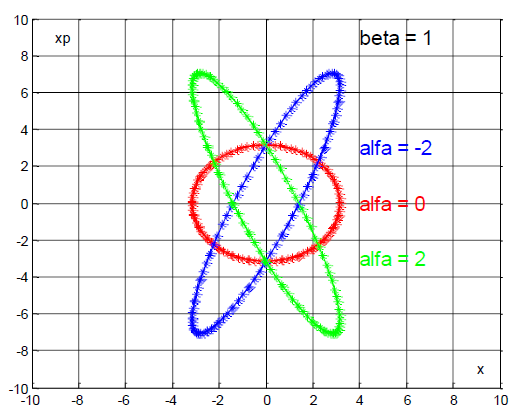 10
xp
beta = 1
8
6
4
alfa = -2
2
0
alfa = 0
-2
alfa = 2
-4
-6
-8
x
-10
-10 -8 -6 -4 -2 0 2 4 6 8 10